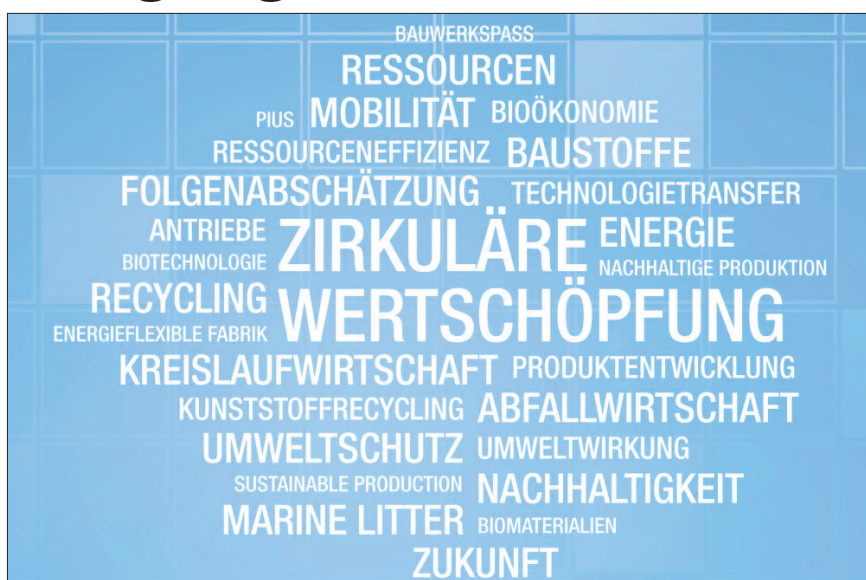 BAUWERKSPASS
RESSOURCEN
PIUS MOBILITÄT BIOÖKONOMIE
RESSOURCENEFFIZIENZ BAUSTOFFE
FOLGENABSCHÄTZUNG TECHNOLOGIETRANSFER
ANTRIEBE ZIRKULÄRE ENERGIE
BIOTECHNOLOGIE NACHHALTIGE PRODUKTION
RECYCLING WERTSCHÖPFUNG
ENERGIEFLEXIBLE FABRIK
KREISLAUFWIRTSCHAFT PRODUKTENTWICKLUNG
KUNSTSTOFFRECYCLING ABFALLWIRTSCHAFT
UMWELTSCHUTZ UMWELTWIRKUNG
SUSTAINABLE PRODUCTION NACHHALTIGKEIT
MARINE LITTER BIOMATERIALIEN
ZUKUNFT